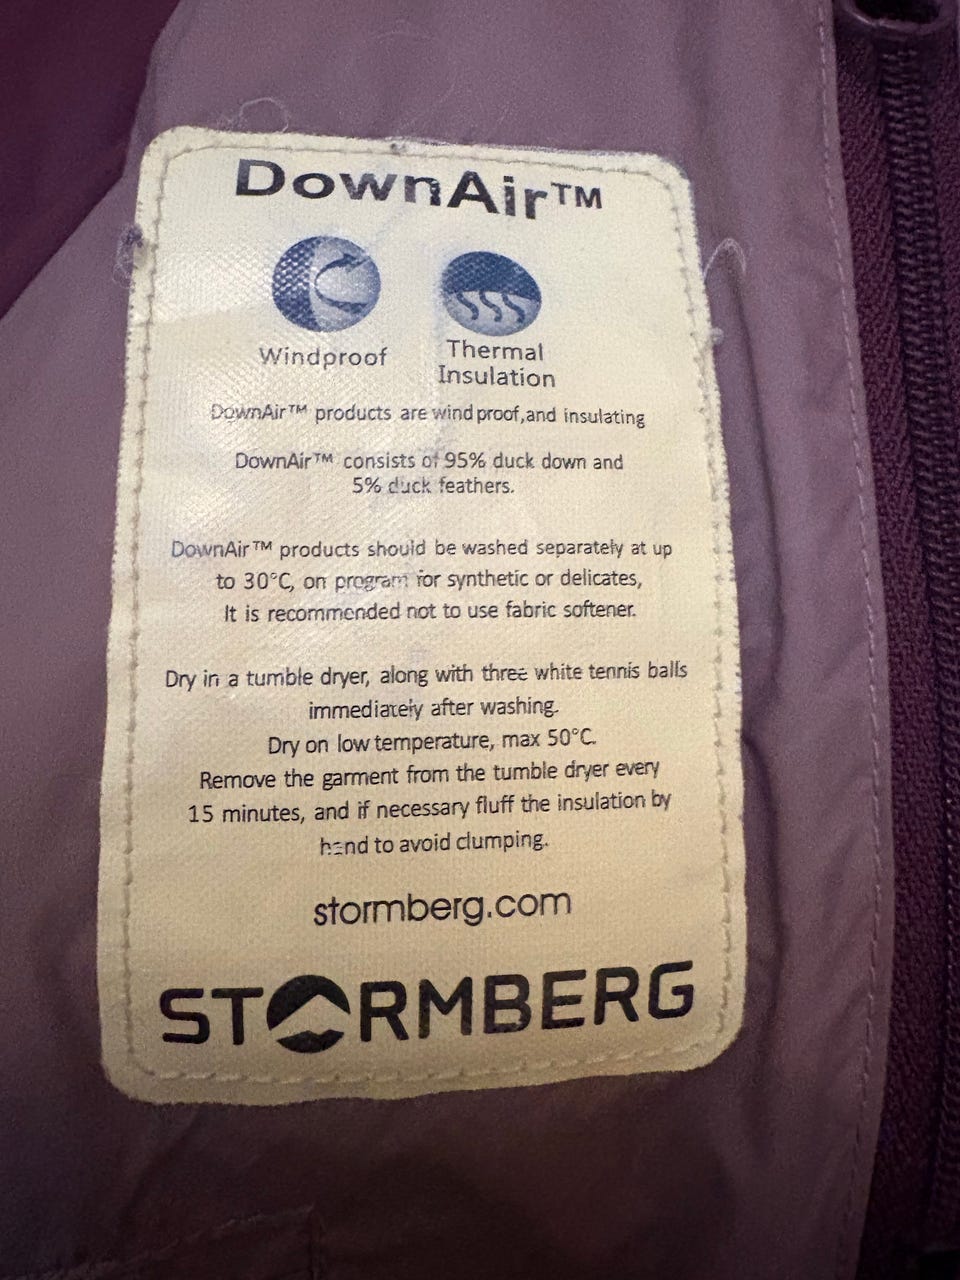 DownAir™
Windproof
Thermal
Insulation
DownAir™ products are windproof,and insulating
DownAir™ consists of 95% duck down and
5% duck feathers.
DownAir™ products should be washed separately at up
to 30°C, on program for synthetic or delicates,
It is recommended not to use fabric softener.
Dry in a tumble dryer, along with three white tennis balls
immediately after washing.
Dry on low temperature, max 50°C.
Remove the garment from the tumble dryer every
15 minutes, and if necessary fluff the insulation by
hand to avoid clumping.
stormberg.com
STORMBERG